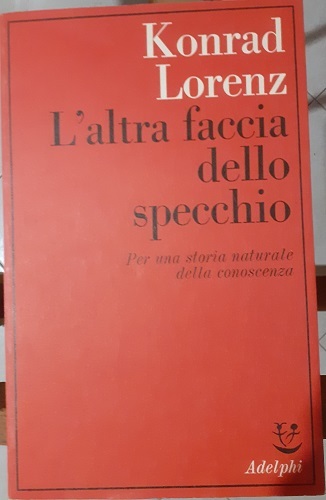 Konrad
Lorenz
L'altra faccia
dello
specchio
Per una storia naturale
della conoscenza
Adelphi